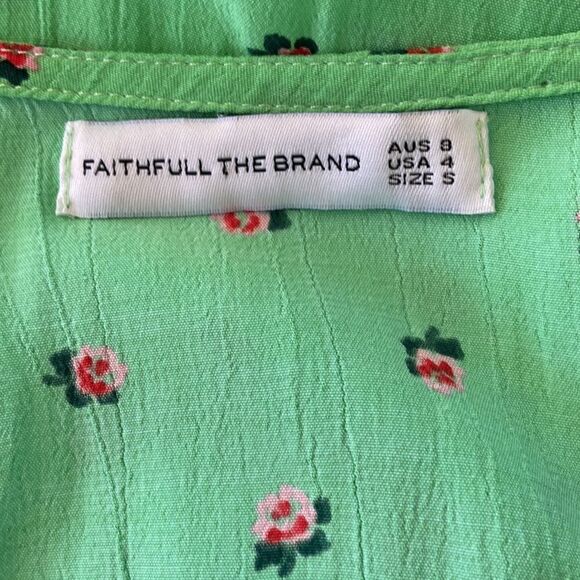 FAITHFULL THE BRAND
AUS 8
USA 4
SIZE S